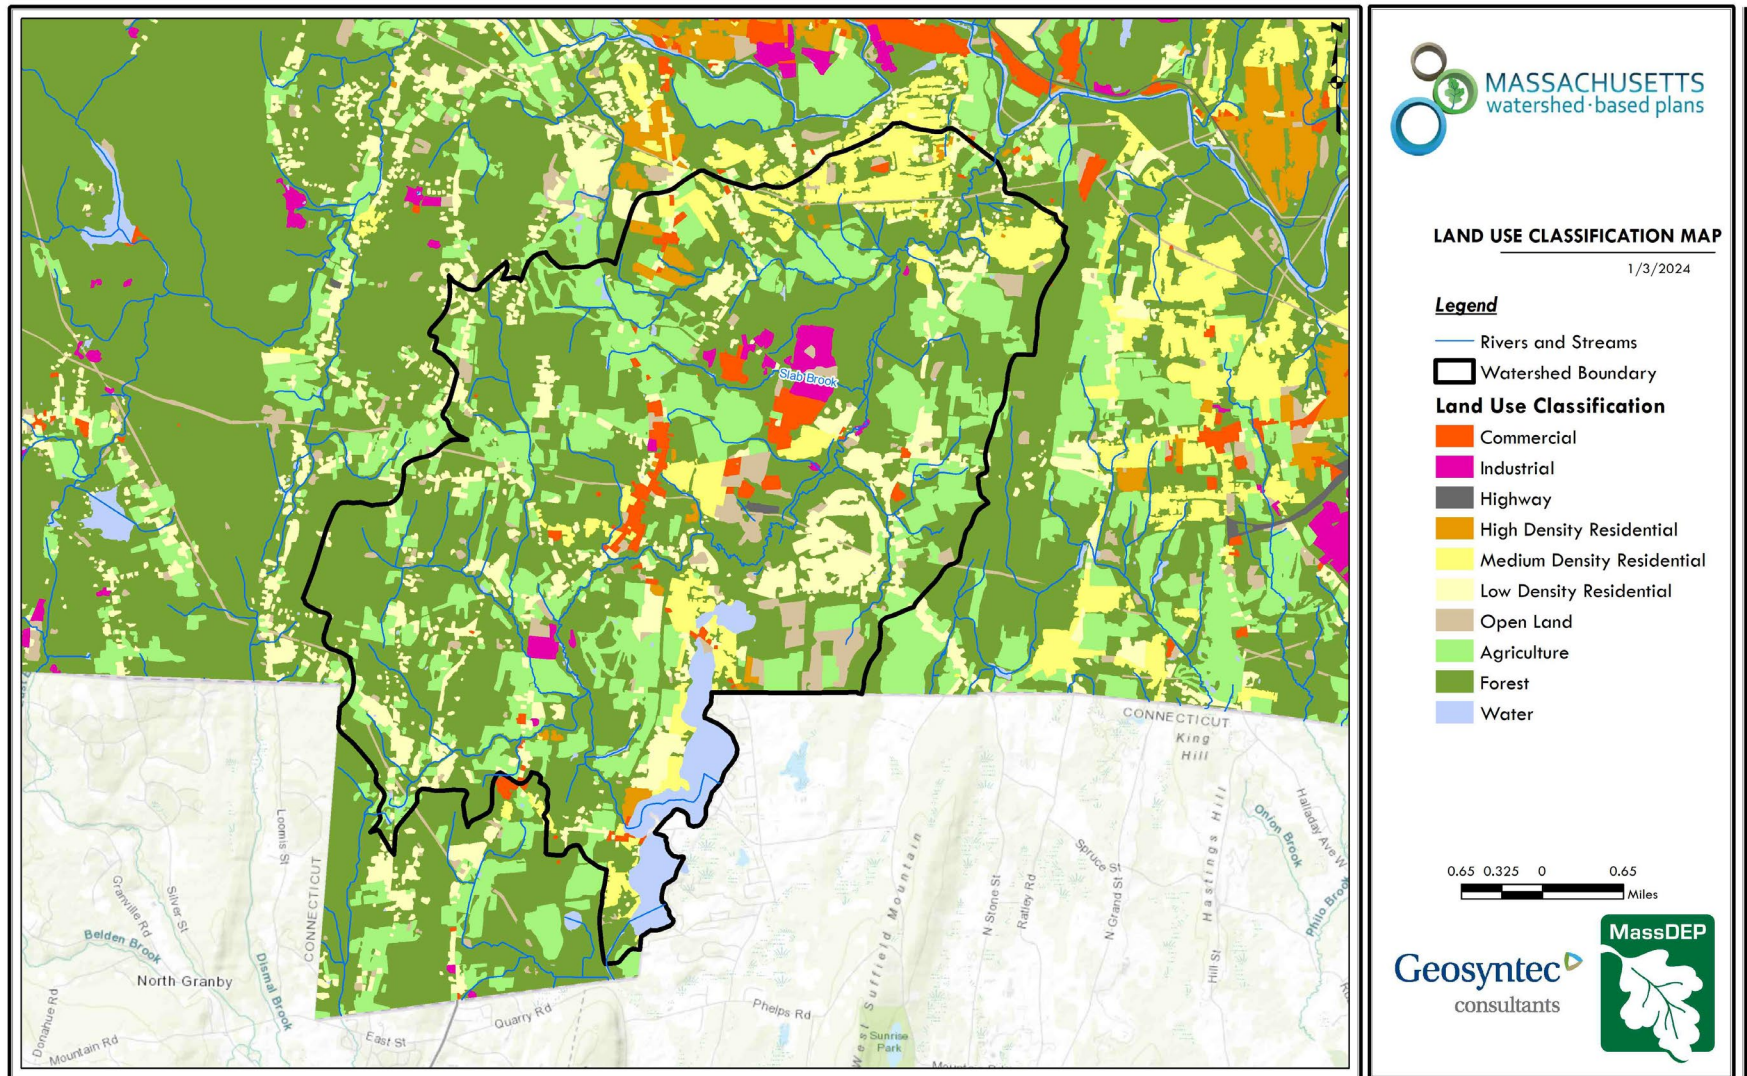 MASSACHUSETTS
watershed·based plans
LAND USE CLASSIFICATION MAP
1/3/2024
Legend
Rivers and Streams
Watershed Boundary
Land Use Classification
Commercial
Industrial
Highway
High Density Residential
Medium Density Residential
Low Density Residential
Open Land
Agriculture
Forest
Water
0.65 0.325 0 0.65
Miles
Geosyntec
consultants
MassDEP
Slab Brook
CONNECTICUT
King
Hill
Loomis St
CONNECTICUT
Granville Rd
Silver St
Belden Brook
North Granby
Dismal Brook
Donahue Rd
Mountain Rd
East St
Quarry Rd
Phelps Rd
West Suffield Mountain
Sunrise
Park
N Stone St
Ratley Rd
Spruce St
N Grand St
Hastings Hill
Hill St
Onion Brook
Halladay Ave W
Philo Brook